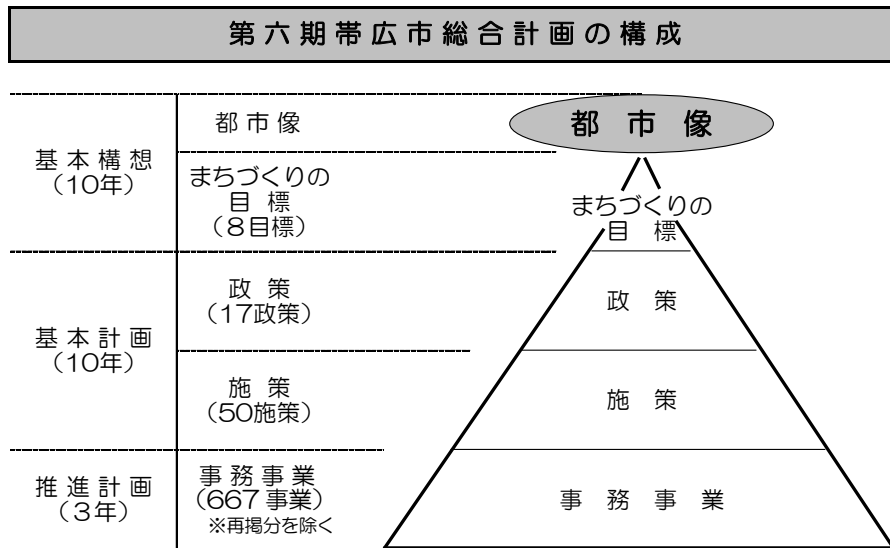 第六期帯広市総合計画の構成
基本構想
（10年）
都市像
まちづくりの
目標
（8目標）
基本計画
（10年）
政策
（17政策）
施策
（50施策）
推進計画
（3年）
事務事業
（667事業）
※再掲分を除く
都市像
まちづくりの
目標
政策
施策
事務事業